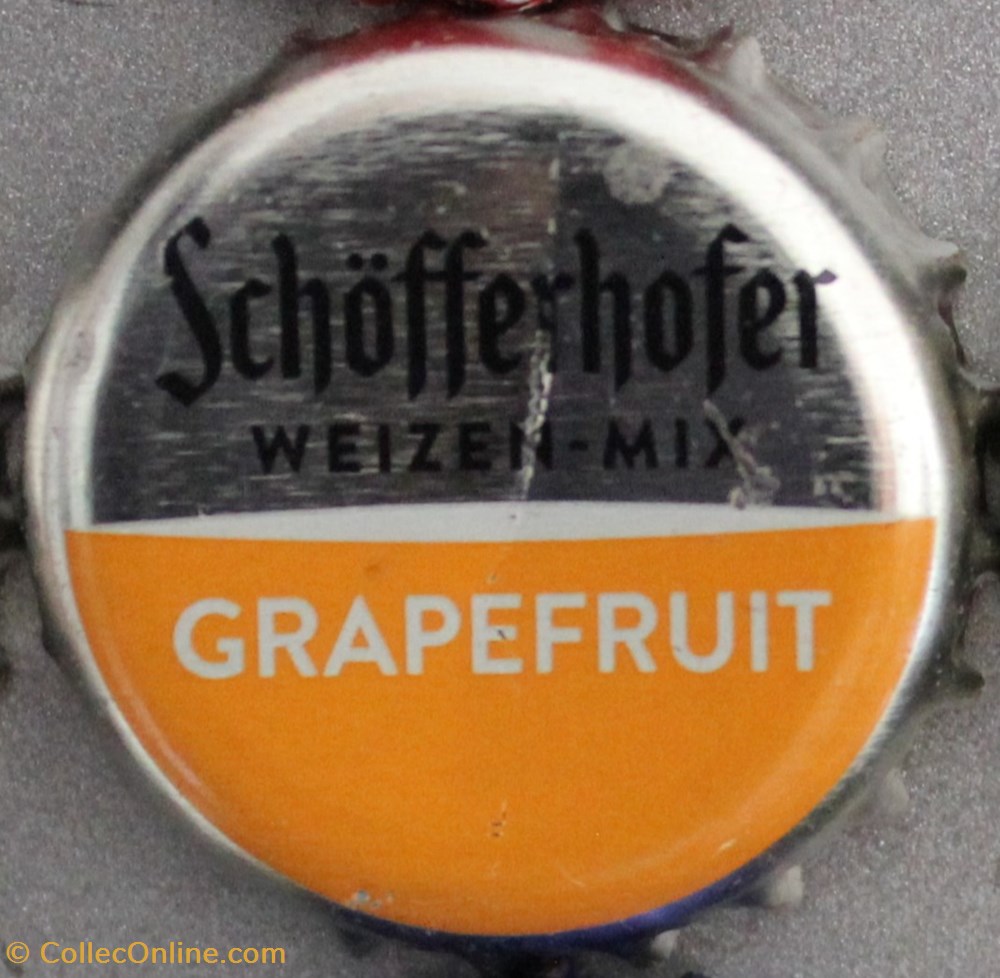 Schöfferhofer
WEIZEN-MIX
GRAPEFRUIT
© CollecOnline.com